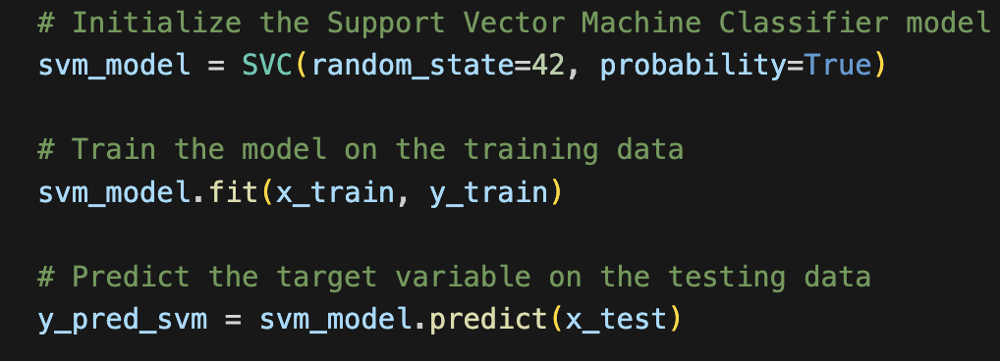 # Initialize the Support Vector Machine Classifier model
svm_model = SVC(random_state=42, probability=True)
# Train the model on the training data
svm_model.fit(x_train, y_train)
# Predict the target variable on the testing data
y_pred_svm = svm_model.predict(x_test)